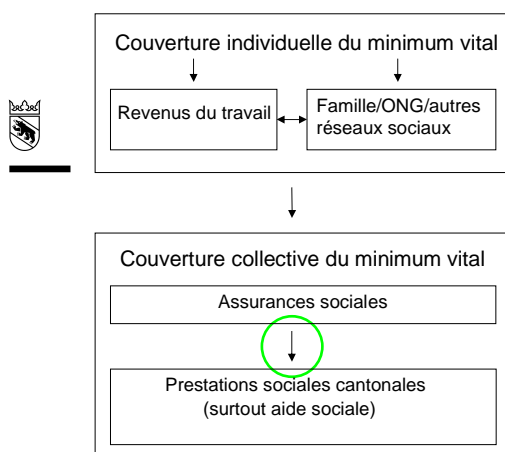 Couverture individuelle du minimum vital
Revenus du travail
Famille/ONG/autres
réseaux sociaux
Couverture collective du minimum vital
Assurances sociales
Prestations sociales cantonales
(surtout aide sociale)